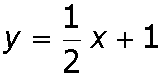 y = 1/2 x + 1